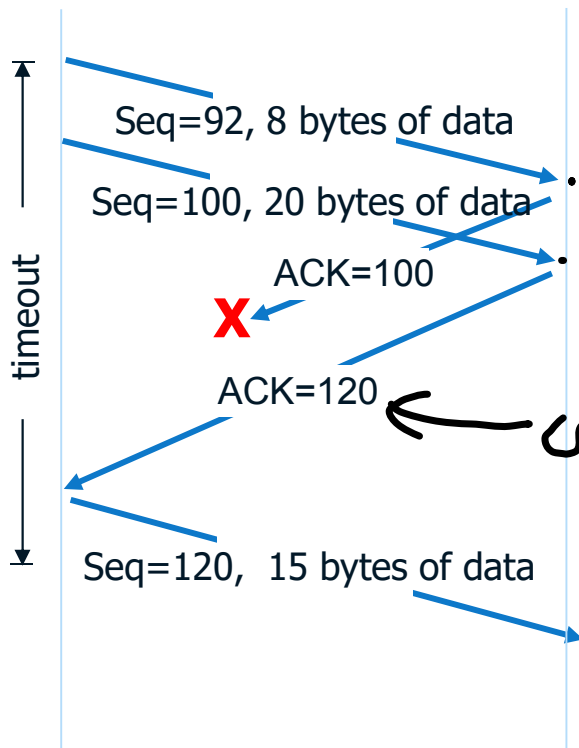 Seq=92, 8 bytes of data
Seq=100, 20 bytes of data
ACK=100
X
timeout
ACK=120
Seq=120, 15 bytes of data